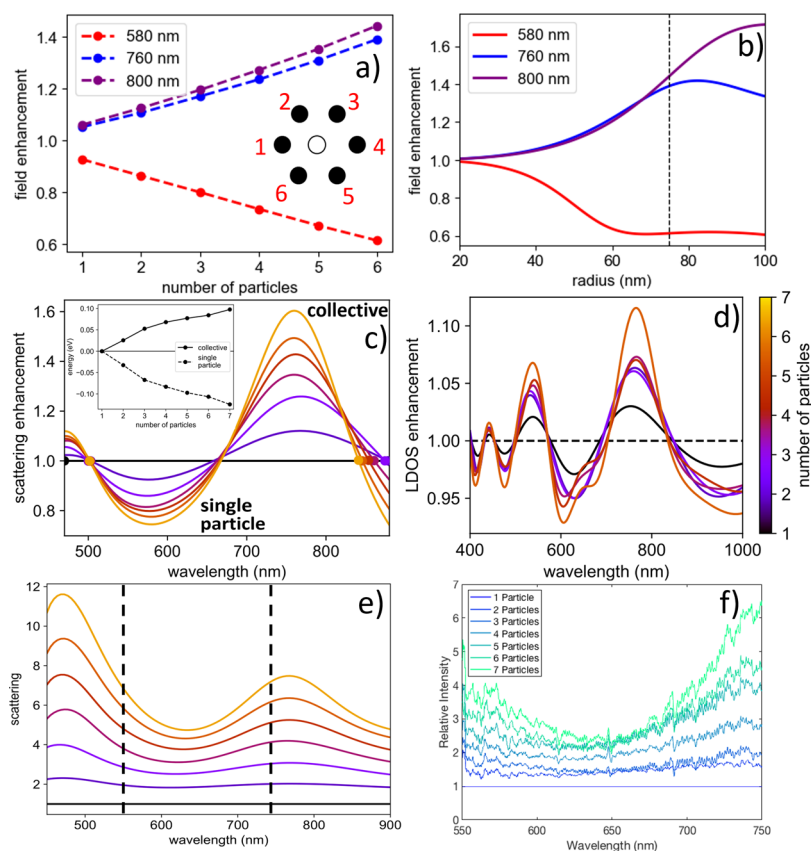 580 nm
760 nm
800 nm
a)
2
3
1
4
6
5
1.4
1.2
1.0
0.8
0.6
field enhancement
1 2 3 4 5 6
number of particles
580 nm
760 nm
800 nm
b)
1.6
1.4
1.2
1.0
0.8
0.6
field enhancement
20 40 60 80 100
radius (nm)
collective
c)
0.10
0.05
0.00
−0.05
−0.10
energy (eV)
collective
single
particle
1 2 3 4 5 6 7
number of particles
1.6
1.4
1.2
1.0
0.8
scattering enhancement
single
particle
500 600 700 800
wavelength (nm)
d)
1.10
1.05
1.00
0.95
LDOS enhancement
400 600 800 1000
wavelength (nm)
7
6
5
4
3
2
1
number of particles
e)
12
10
8
6
4
2
scattering
500 600 700 800 900
wavelength (nm)
f)
1 Particle
2 Particles
3 Particles
4 Particles
5 Particles
6 Particles
7 Particles
7
6
5
4
3
2
1
0
Relative Intensity
550 600 650 700 750
Wavelength (nm)